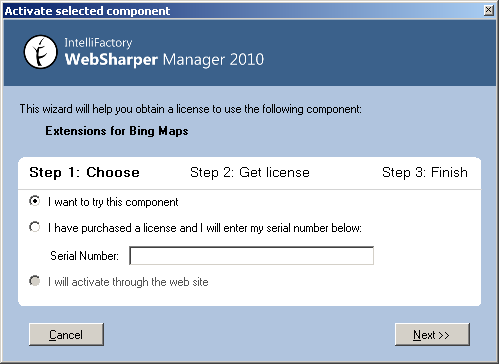 Activate selected component
IntelliFactory
WebSharper Manager 2010
This wizard will help you obtain a license to use the following component:
Extensions for Bing Maps
Step 1: Choose Step 2: Get license Step 3: Finish
I want to try this component
I have purchased a license and I will enter my serial number below:
Serial Number:
I will activate through the web site
Cancel Next >>